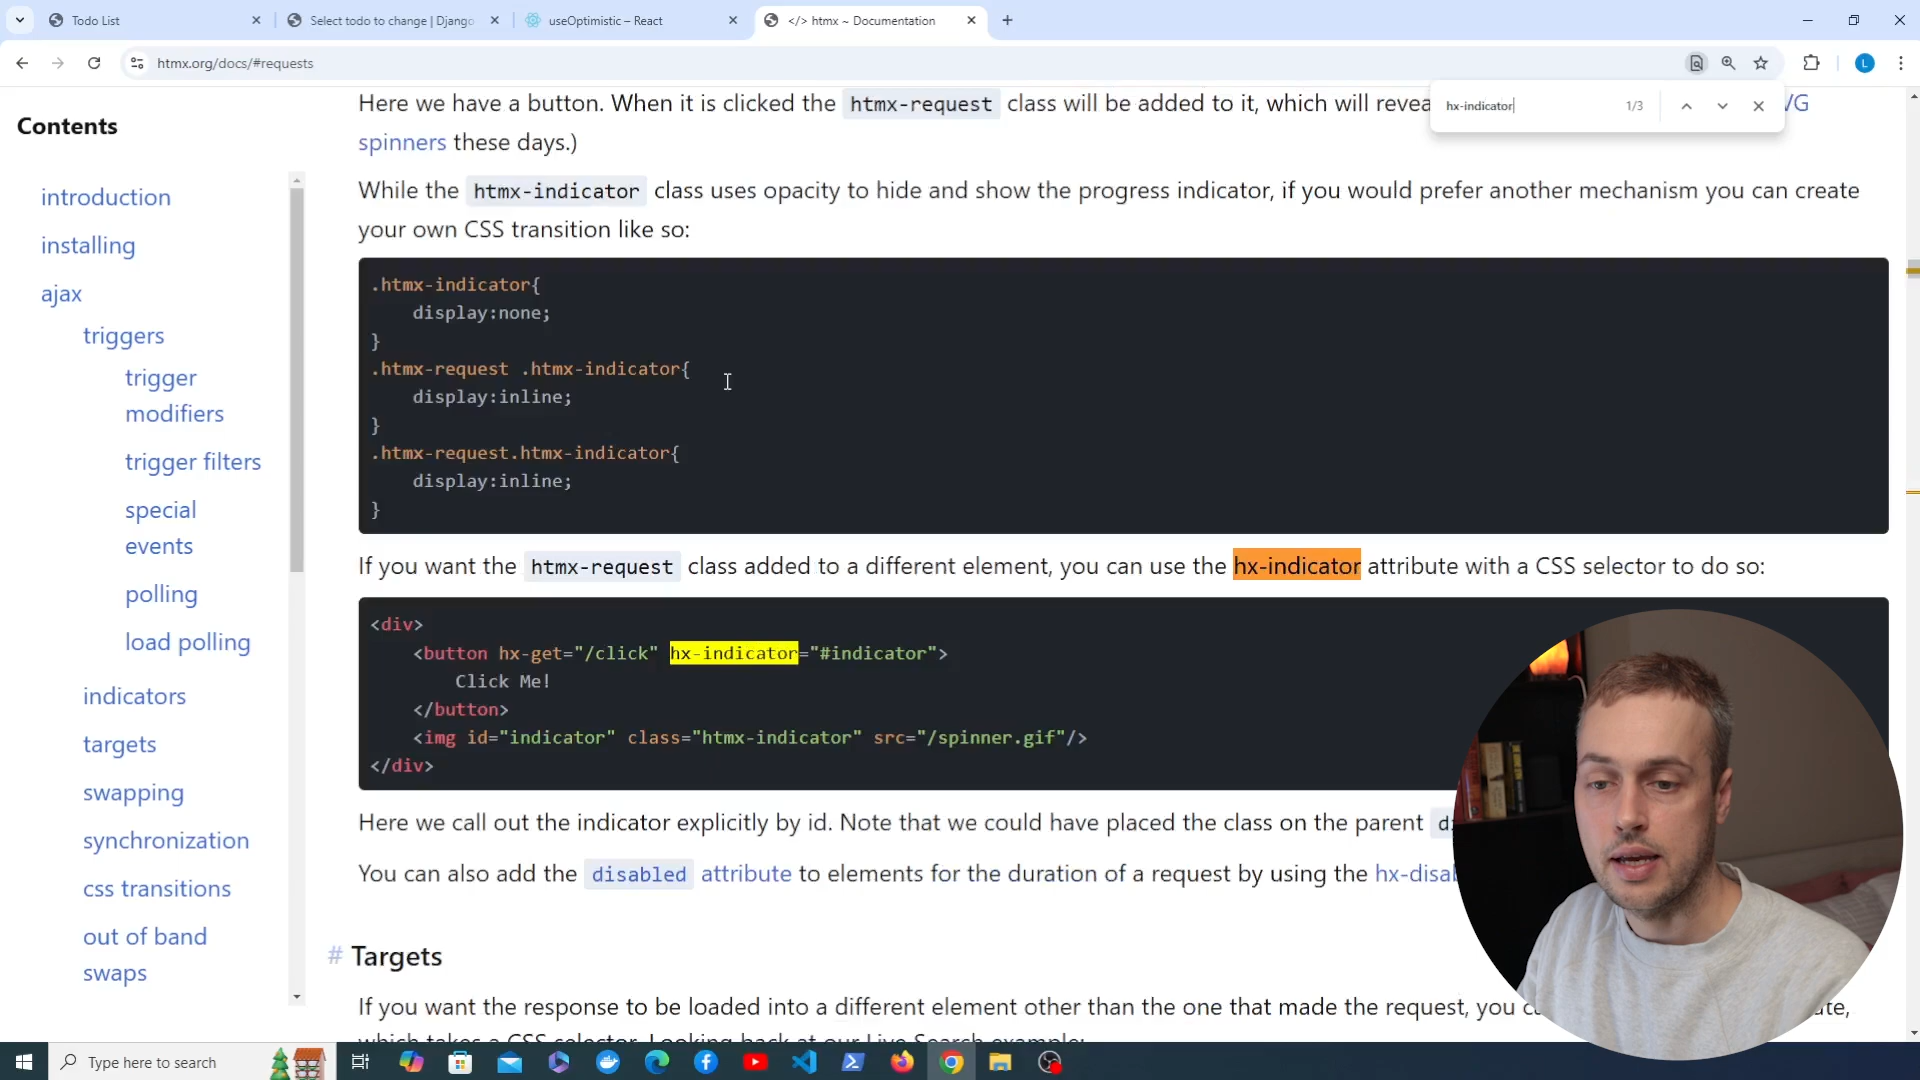 Todo List
Select todo to change | Django
useOptimistic – React
</> htmx ~ Documentation
htmx.org/docs/#requests
L
hx-indicator
1/3
Contents
introduction
installing
ajax
triggers
trigger
modifiers
trigger filters
special
events
polling
load polling
indicators
targets
swapping
synchronization
css transitions
out of band
swaps
Here we have a button. When it is clicked the htmx-request class will be added to it, which will
spinners these days.)
While the htmx-indicator class uses opacity to hide and show the progress indicator, if you would prefer another mechanism you can create
your own CSS transition like so:
.htmx-indicator{
display:none;
}
.htmx-request .htmx-indicator{
display:inline;
}
.htmx-request.htmx-indicator{
display:inline;
}
If you want the htmx-request class added to a different element, you can use the hx-indicator attribute with a CSS selector to do so:
<div>
<button hx-get="/click" hx-indicator="#indicator">
Click Me!
</button>
<img id="indicator" class="htmx-indicator" src="/spinner.gif"/>
</div>
Here we call out the indicator explicitly by id. Note that we could have placed the class on the parent
You can also add the disabled attribute to elements for the duration of a request by using the
# Targets
If you want the response to be loaded into a different element other than the one that made the request, you
which takes a CSS selector. Looking back at our Live Search example:
Type here to search